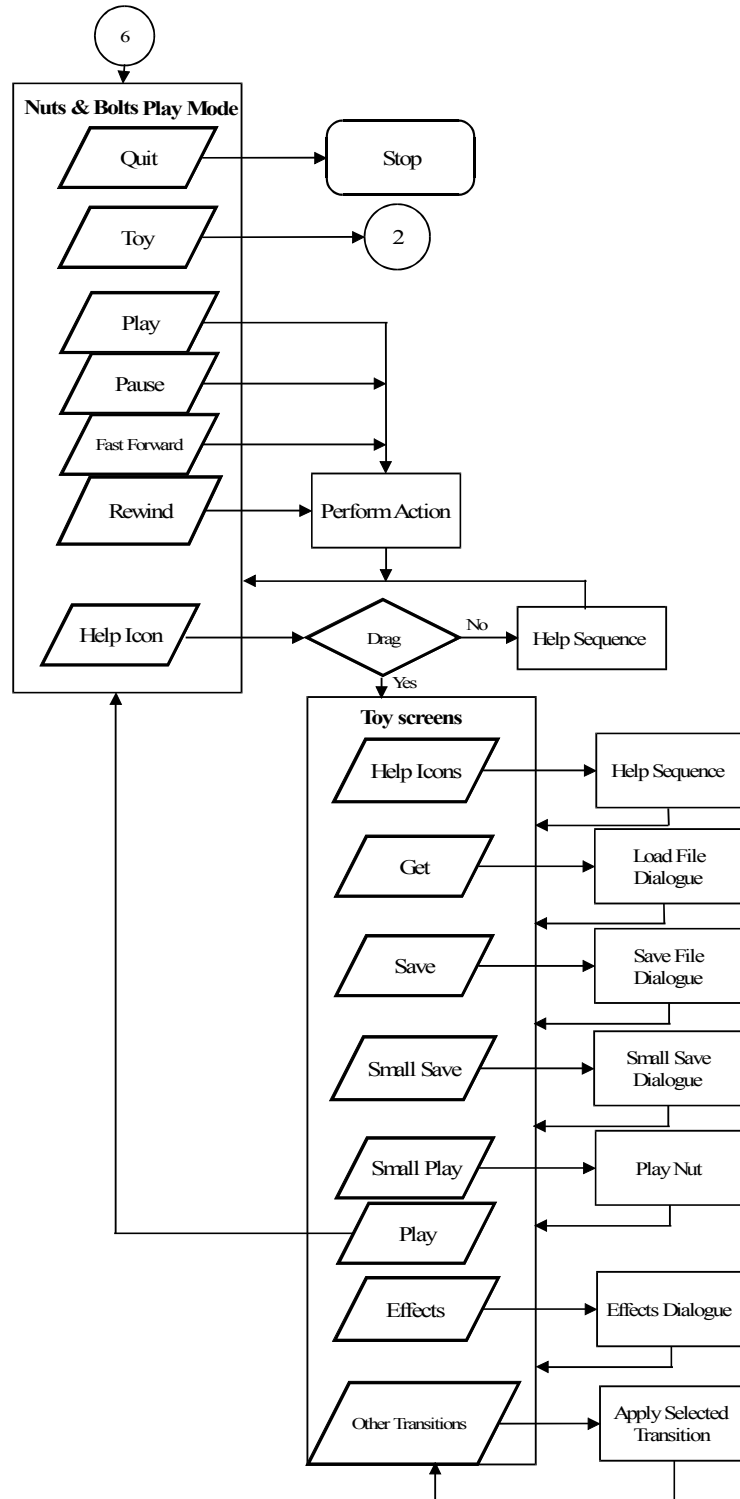 6
Nuts & Bolts Play Mode
Quit
Stop
Toy
2
Play
Pause
Fast Forward
Rewind
Perform Action
Help Icon
Drag
No
Help Sequence
Yes
Toy screens
Help Icons
Help Sequence
Get
Load File
Dialogue
Save
Save File
Dialogue
Small Save
Small Save
Dialogue
Small Play
Play Nut
Play
Effects
Effects Dialogue
Other Transitions
Apply Selected
Transition